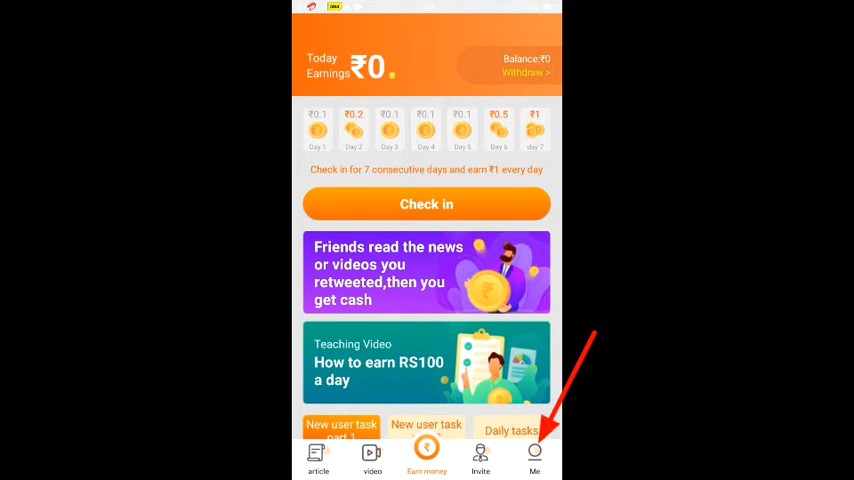 Today
Earnings
₹0
Balance:₹0
Withdraw >
₹0.1
₹0.2
₹0.1
₹0.1
₹0.1
₹0.5
₹1
Day 1
Day 2
Day 3
Day 4
Day 5
Day 6
day 7
Check in for 7 consecutive days and earn ₹1 every day
Check in
Friends read the news
or videos you
retweeted,then you
get cash
Teaching Video
How to earn RS100
a day
New user task
part 1
New user task
Daily tasks
article
video
Earn money
Invite
Me